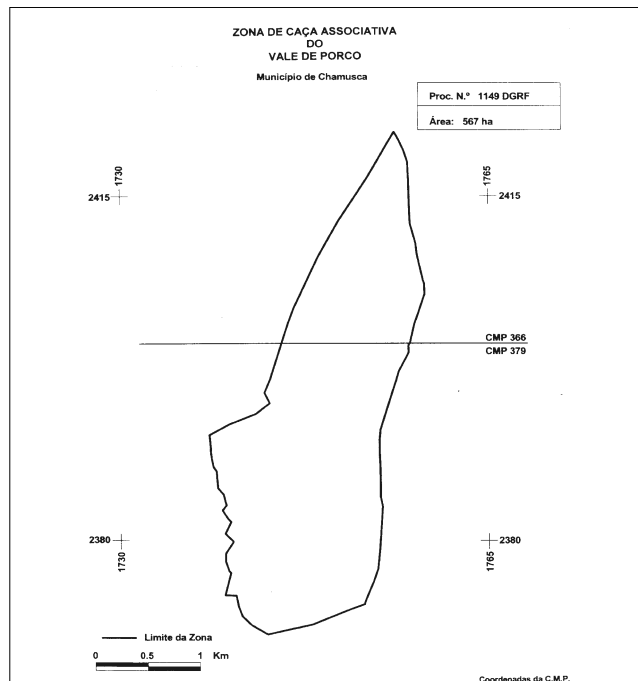 ZONA DE CAÇA ASSOCIATIVA
DO
VALE DE PORCO
Município de Chamusca
Proc. N.º 1149 DGRF
Área: 567 ha
1730
1765
2415
2415
CMP 366
CMP 379
2380
2380
1730
1765
Limite da Zona
0 0.5 1 Km
Coordenadas da C.M.P.